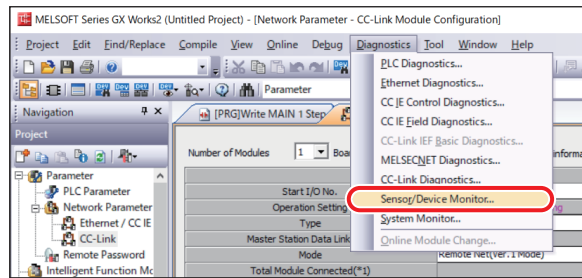 MELSOFT Series GX Works2 (Untitled Project) - [Network Parameter - CC-Link Module Configuration]
Project Edit Find/Replace Compile View Online Debug Diagnostics Tool Window Help
PLC Diagnostics...
Ethernet Diagnostics...
CC IE Control Diagnostics...
CC IE Field Diagnostics...
CC-Link IEF Basic Diagnostics...
MELSECNET Diagnostics...
CC-Link Diagnostics...
Sensor/Device Monitor...
System Monitor...
Online Module Change...
Parameter
Navigation
[PRG]Write MAIN 1 Step
Project
Number of Modules 1 Boa
Parameter
PLC Parameter
Network Parameter
Ethernet / CC IE
CC-Link
Remote Password
Intelligent Function Mo
Start I/O No.
Operation Setting
Type
Master Station Data Link
Mode Remote Net(Ver.1 Mode)
Total Module Connected(*1)